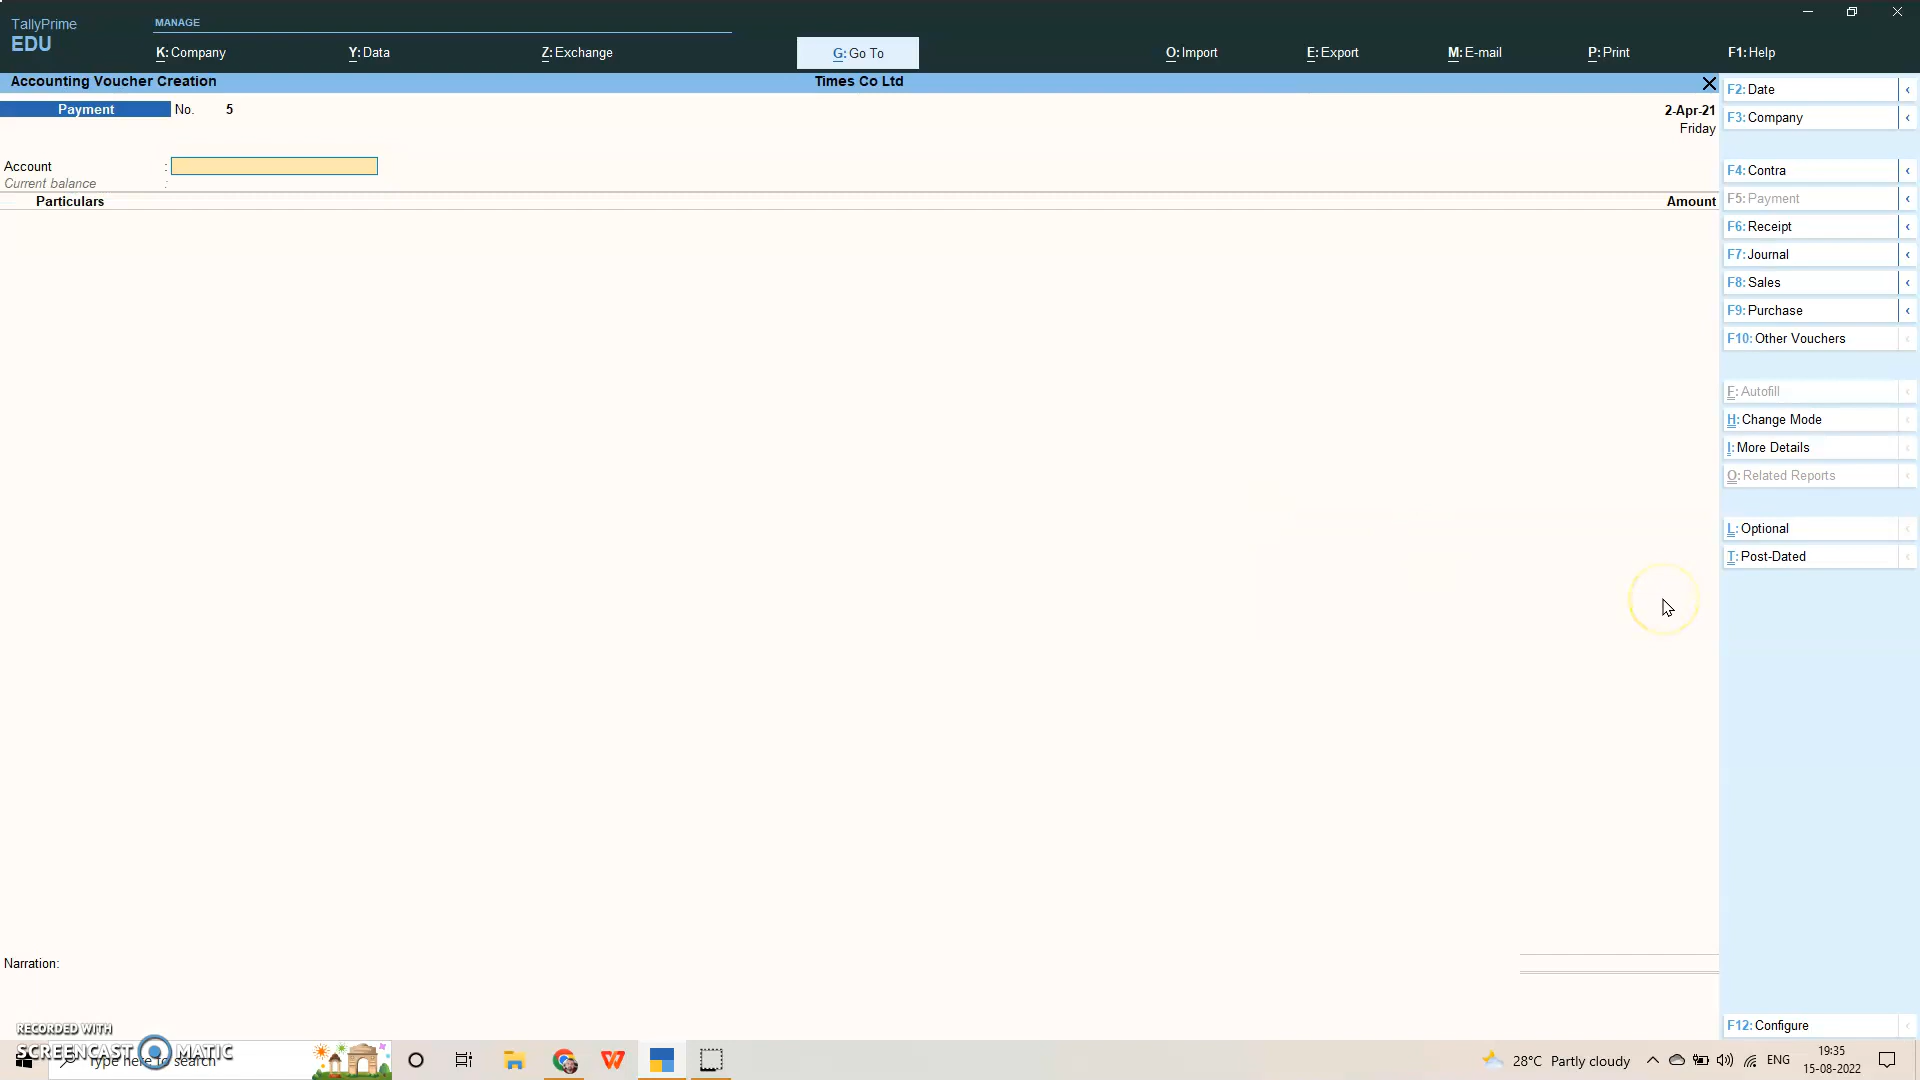 TallyPrime
EDU
MANAGE
K: Company
Y: Data
Z: Exchange
G: Go To
O: Import
E: Export
M: E-mail
P: Print
F1: Help
Accounting Voucher Creation
Times Co Ltd
Payment No. 5
2-Apr-21
Friday
Account :
Current balance :
Particulars
Amount
F2: Date
F3: Company
F4: Contra
F5: Payment
F6: Receipt
F7: Journal
F8: Sales
F9: Purchase
F10: Other Vouchers
F: Autofill
H: Change Mode
I: More Details
O: Related Reports
L: Optional
T: Post-Dated
Narration:
F12: Configure
RECORDED WITH
SCREENCAST MATIC
Type here to search
28°C Partly cloudy
ENG
19:35
15-08-2022